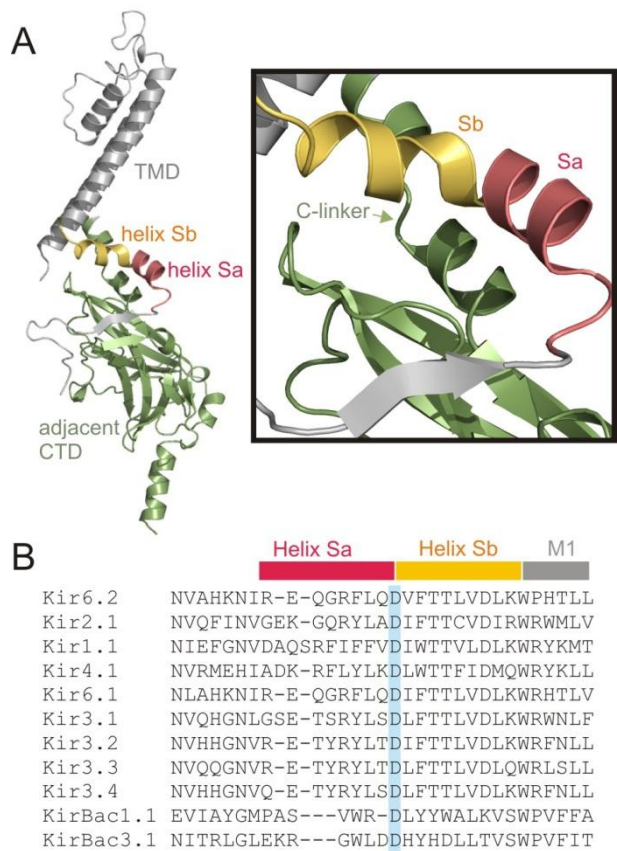 A
TMD
helix Sb
helix Sa
adjacent
CTD
Sb
Sa
C-linker
B
Helix Sa Helix Sb M1
Kir6.2 NVAHKNIR-E-QGRFLQDVFTTLVDLKWPHTLL
Kir2.1 NVQFINVGEK-GQRYLADIFTTCVDIRWRWMLV
Kir1.1 NIEFGNVDAQSRFIFFVDIWTTVLDLKWRYKMT
Kir4.1 NVRMEHIADK-RFLYLKDLWTTFIDMQWRYKLL
Kir6.1 NLAHKNIR-E-QGRFLQDIFTTLVDLKWRHTLV
Kir3.1 NVQHGNLGSE-TSRYLSDLFTTLVDLKWRWNLF
Kir3.2 NVHHGNVR-E-TYRYLTDIFTTLVDLKWRFNLL
Kir3.3 NVQQGNVR-E-TYRYLTDLFTTLVDLQWRLSLL
Kir3.4 NVHHGNVQ-E-TYRYLSDLFTTLVDLKWRFNLL
KirBac1.1 EVIAYGMPAS---VWR-DLYYWALKVSWPVFFA
KirBac3.1 NITRLGLEKR---GWLDDHYHDLLTVSWPVFIT